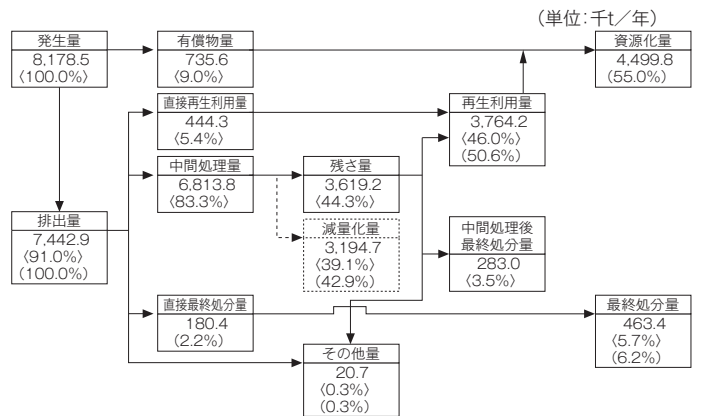 （単位：千t／年）
発生量
8,178.5
〈100.0%〉
有償物量
735.6
〈9.0%〉
資源化量
4,499.8
(55.0%)
直接再生利用量
444.3
〈5.4%〉
再生利用量
3,764.2
〈46.0%〉
(50.6%)
中間処理量
6,813.8
〈83.3%〉
残さ量
3,619.2
〈44.3%〉
排出量
7,442.9
〈91.0%〉
(100.0%)
減量化量
3,194.7
〈39.1%〉
(42.9%)
中間処理後
最終処分量
283.0
〈3.5%〉
直接最終処分量
180.4
(2.2%)
最終処分量
463.4
〈5.7%〉
(6.2%)
その他量
20.7
〈0.3%〉
(0.3%)